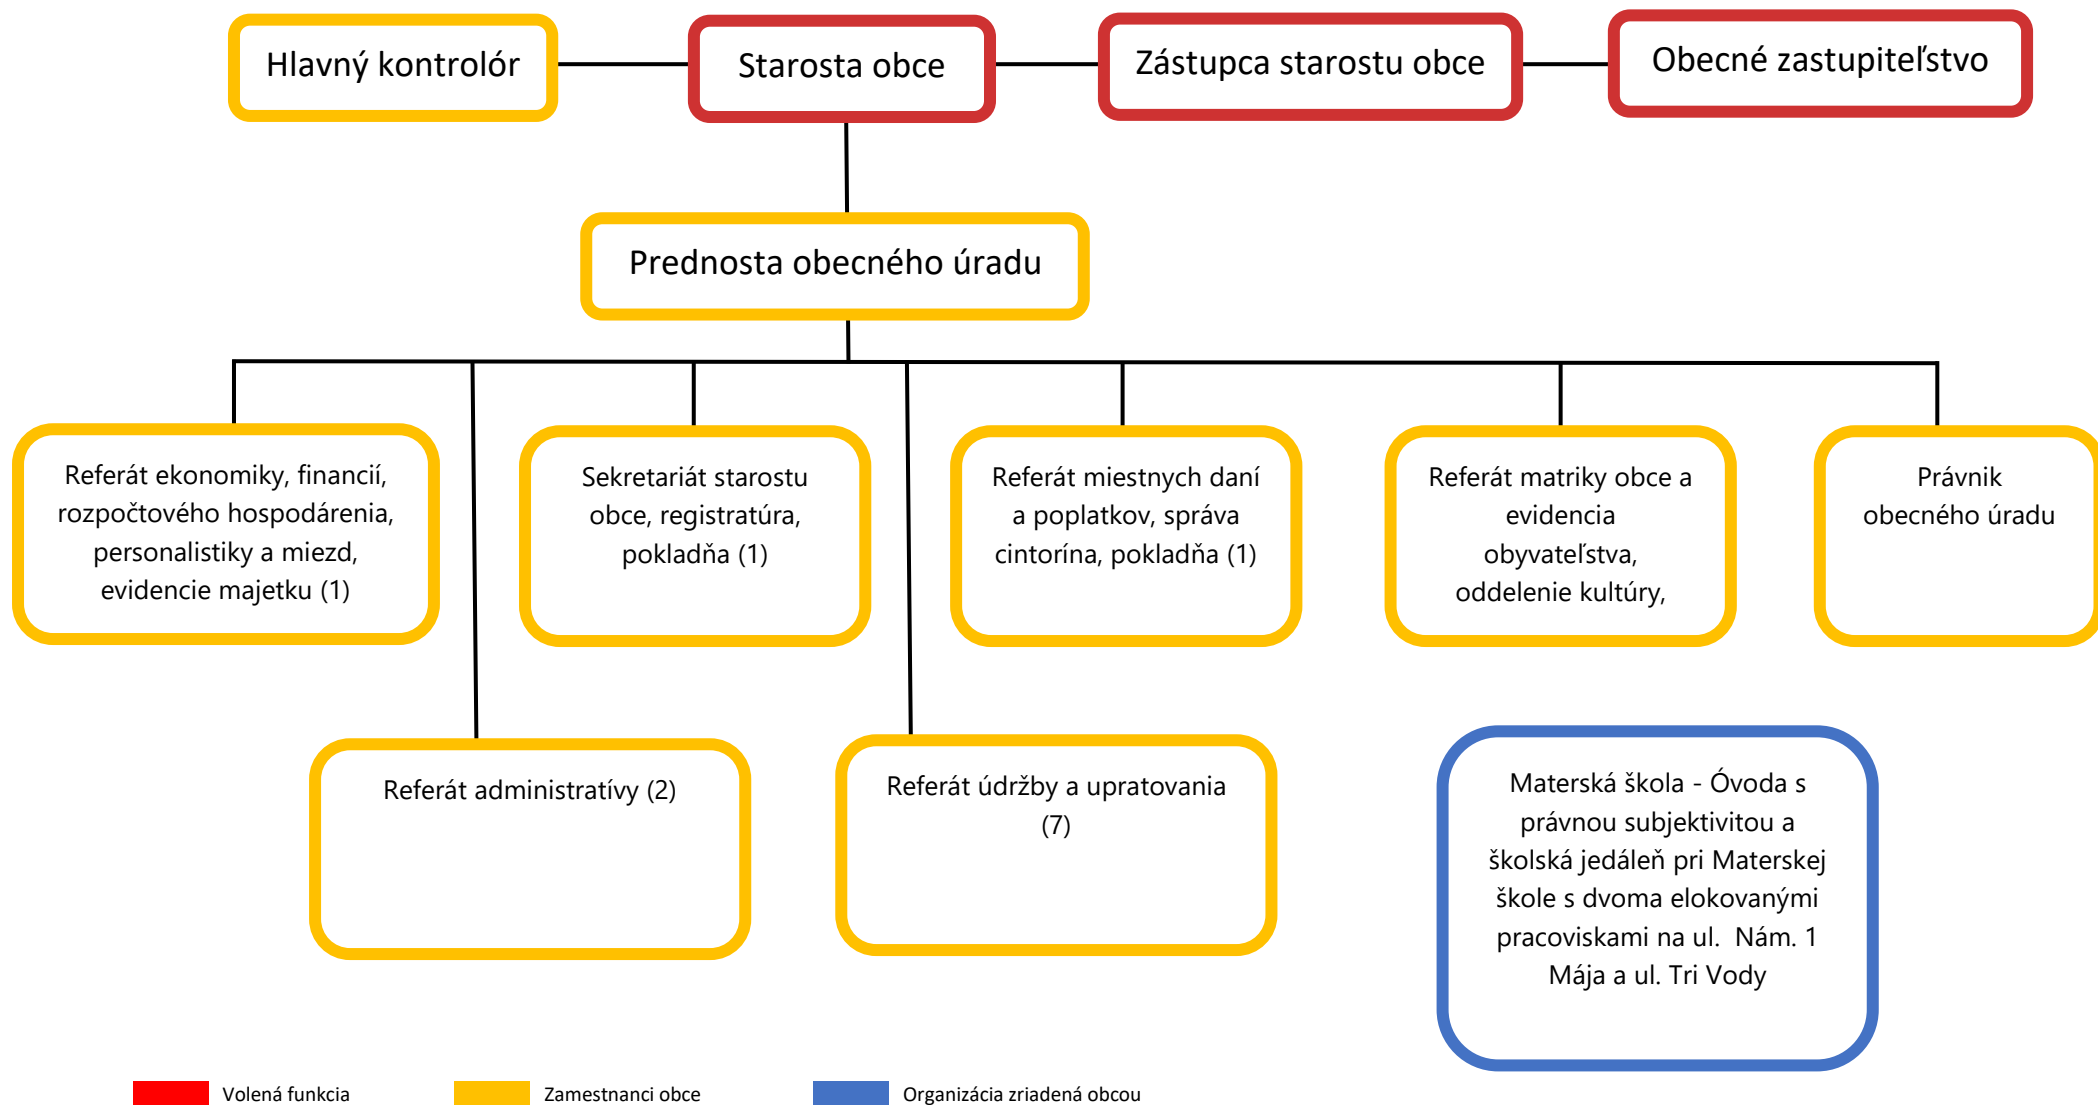 Hlavný kontrolór
Starosta obce
Zástupca starostu obce
Obecné zastupiteľstvo
Prednosta obecného úradu
Referát ekonomiky, financií,
rozpočtového hospodárenia,
personalistiky a miezd,
evidencie majetku (1)
Sekretariát starostu
obce, registratúra,
pokladňa (1)
Referát miestnych daní
a poplatkov, správa
cintorína, pokladňa (1)
Referát matriky obce a
evidencia
obyvateľstva,
oddelenie kultúry,
Právnik
obecného úradu
Referát administratívy (2)
Referát údržby a upratovania
(7)
Materská škola - Óvoda s
právnou subjektivitou a
školská jedáleň pri Materskej
škole s dvoma elokovanými
pracoviskami na ul.  Nám. 1
Mája a ul. Tri Vody
Volená funkcia
Zamestnanci obce
Organizácia zriadená obcou